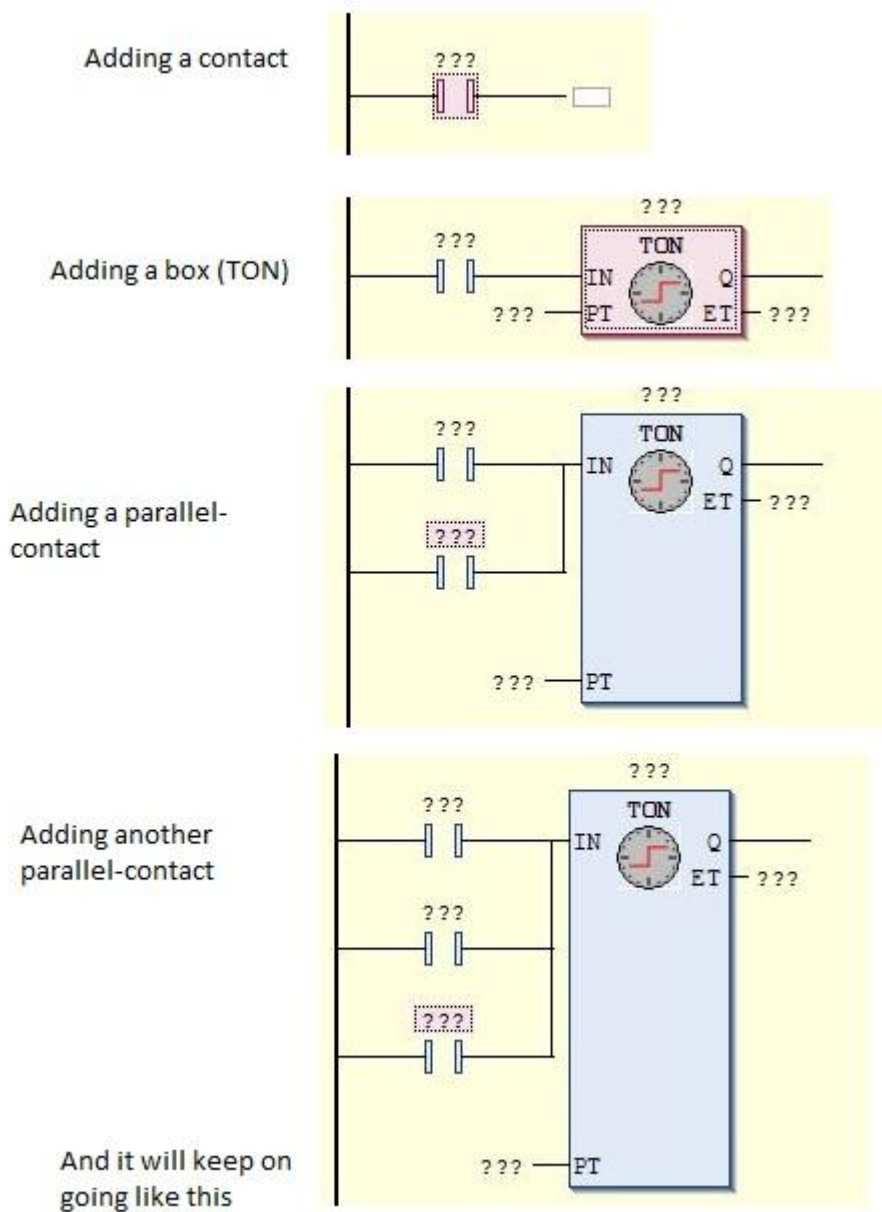 Adding a contact
???
???
Adding a box (TON)
???
TON
IN Q
??? PT ET ???
???
???
TON
IN Q
ET ???
Adding a parallel-
contact
???
??? PT
???
???
TON
IN Q
ET ???
Adding another
parallel-contact
???
???
??? PT
And it will keep on
going like this